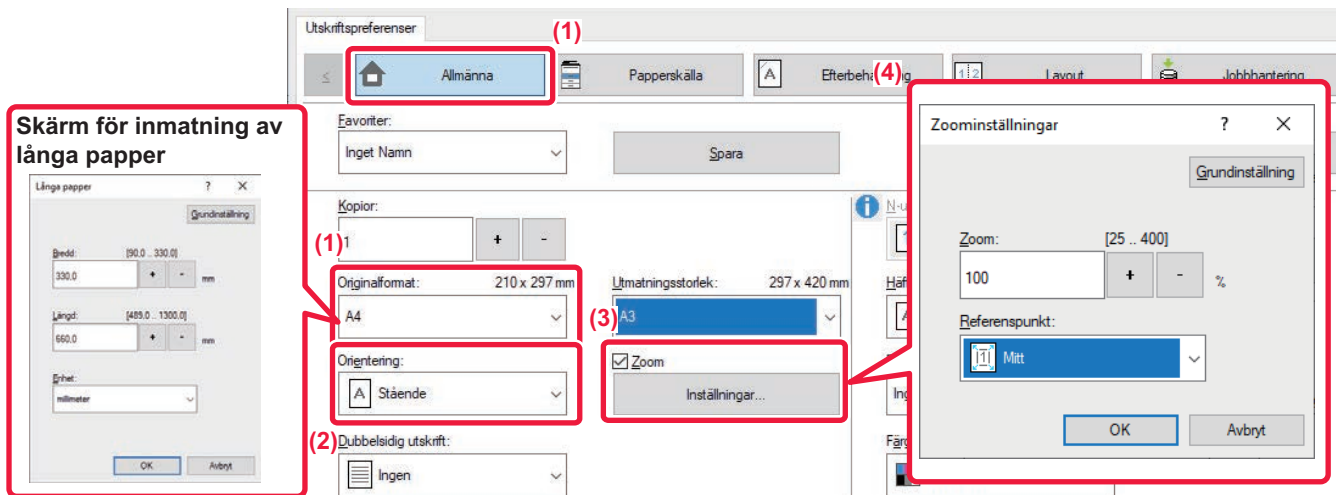 Utskriftspreferenser
(1)
Allmänna
Papperskälla
(4)
Layout
Jobbhantering
Skärm för inmatning av
långa papper
Långa papper ? X
Grundinställning
Bredd: [90.0 .. 330.0]
330.0 + - mm
Längd: [489.0 .. 1300.0]
660.0 + - mm
Enhet:
millimeter
OK Avbryt
Favoriter:
Inget Namn
Spara
Kopior:
(1)
1 + -
Originalformat: 210 x 297 mm
A4
Orientering:
A Stående
(2)
Dubbelsidig utskrift:
Ingen
Utmatningsstorlek: 297 x 420 mm
(3)
A3
Zoom
Inställningar...
Zoominställningar ? X
Grundinställning
Zoom: [25 .. 400]
100 + - %
Referenspunkt:
1 Mitt
OK Avbryt